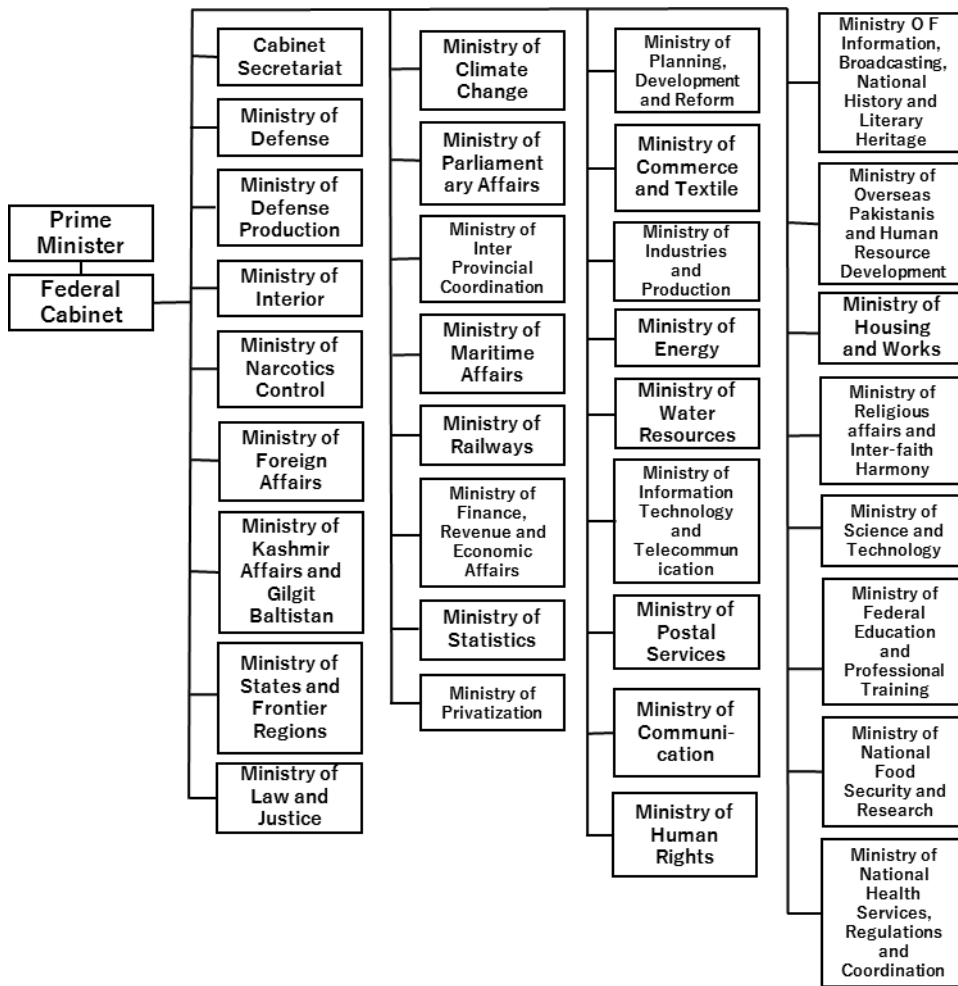 Prime
Minister
Federal
Cabinet
Cabinet
Secretariat
Ministry of
Defense
Ministry of
Defense
Production
Ministry of
Interior
Ministry of
Narcotics
Control
Ministry of
Foreign
Affairs
Ministry of
Kashmir
Affairs and
Gilgit
Baltistan
Ministry of
States and
Frontier
Regions
Ministry of
Law and
Justice
Ministry of
Climate
Change
Ministry of
Parliament
ary Affairs
Ministry of
Inter
Provincial
Coordination
Ministry of
Maritime
Affairs
Ministry of
Railways
Ministry of
Finance,
Revenue and
Economic
Affairs
Ministry of
Statistics
Ministry of
Privatization
Ministry of
Planning,
Development
and Reform
Ministry of
Commerce
and Textile
Ministry of
Industries
and
Production
Ministry of
Energy
Ministry of
Water
Resources
Ministry of
Information
Technology
and
Telecommun
ication
Ministry of
Postal
Services
Ministry of
Communi-
cation
Ministry of
Human
Rights
Ministry O F
Information,
Broadcasting,
National
History and
Literary
Heritage
Ministry of
Overseas
Pakistanis
and Human
Resource
Development
Ministry of
Housing
and Works
Ministry of
Religious
affairs and
Inter-faith
Harmony
Ministry of
Science and
Technology
Ministry of
Federal
Education
and
Professional
Training
Ministry of
National
Food
Security and
Research
Ministry of
National
Health
Services,
Regulations
and
Coordination